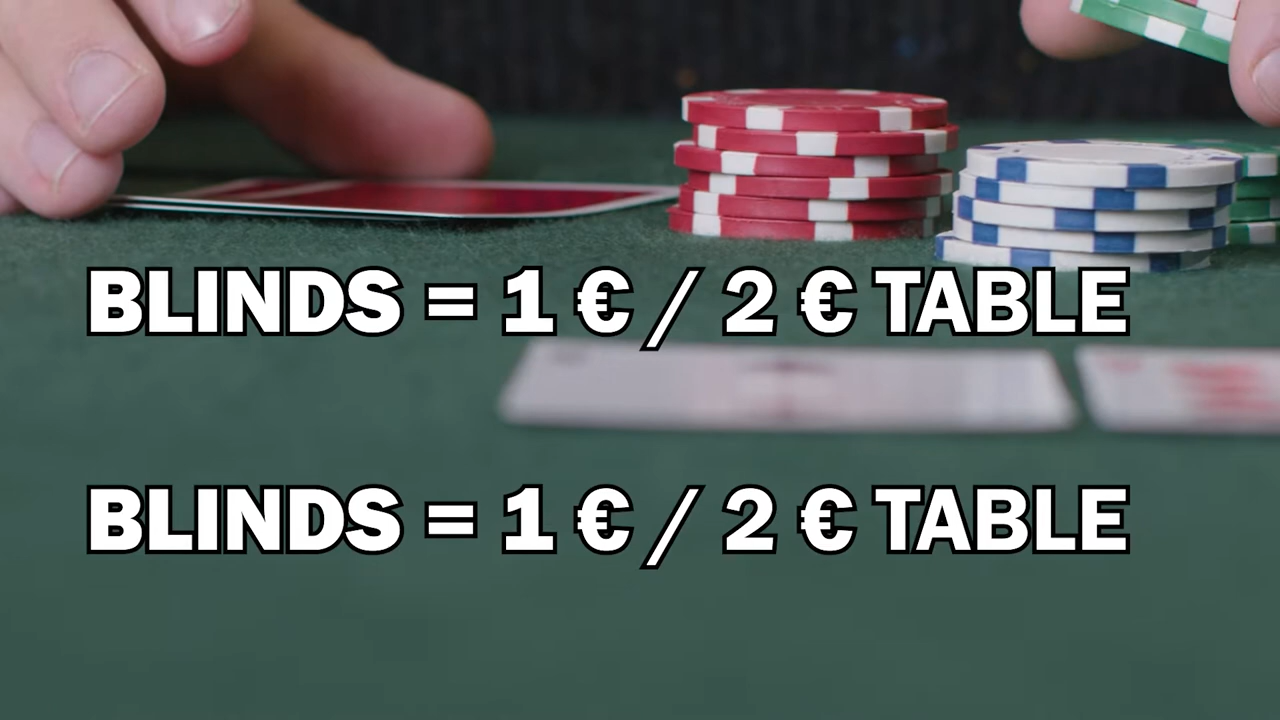 BLINDS = 1 € / 2 € TABLE
BLINDS = 1 € / 2 € TABLE